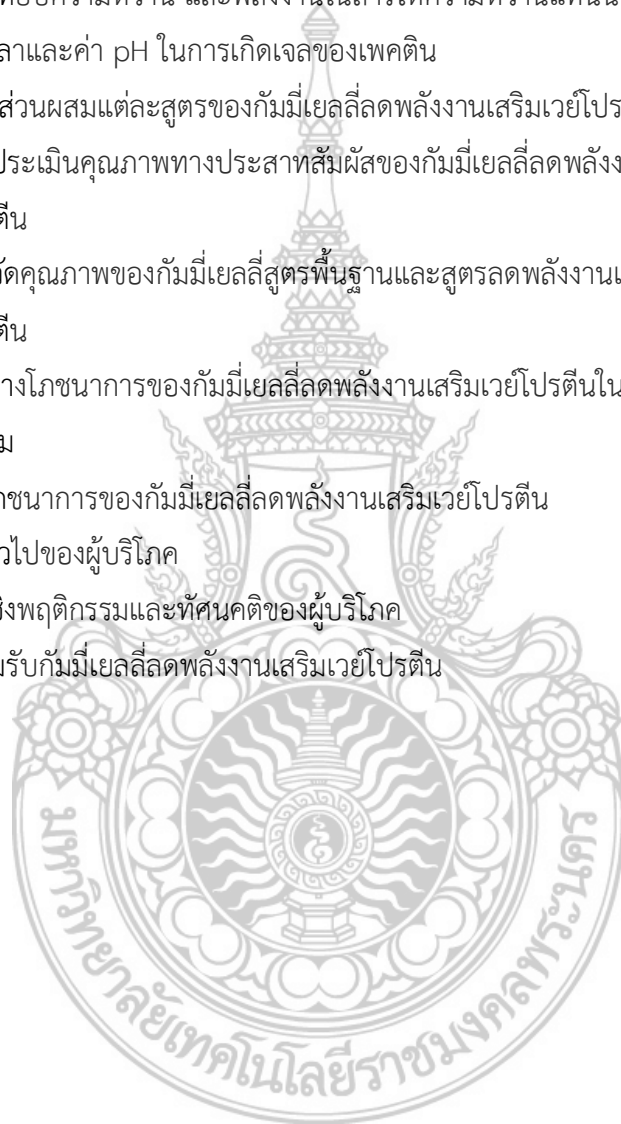 ความหวาน และพลังงานในสารให้ความหวานแทน
และค่า pH ในการเกิดเจลของเพคติน
ส่วนผสมแต่ละสูตรของกัมมี่เยลลี่ลดพลังงานเสริมเวย์โปร
ประเมินคุณภาพทางประสาทสัมผัสของกัมมี่เยลลี่ลดพลังง
ตีน
คุณภาพของกัมมี่เยลลี่สูตรพื้นฐานและสูตรลดพลังงานเ
ตีน
างโภชนาการของกัมมี่เยลลี่ลดพลังงานเสริมเวย์โปรตีนใน
ม
ชนาการของกัมมี่เยลลี่ลดพลังงานเสริมเวย์โปรตีน
วไปของผู้บริโภค
ชิงพฤติกรรมและทัศนคติของผู้บริโภค
มรับกัมมี่เยลลี่ลดพลังงานเสริมเวย์โปรตีน
มหาวิทยาลัยเทคโนโลยีราชมงคลพระนคร